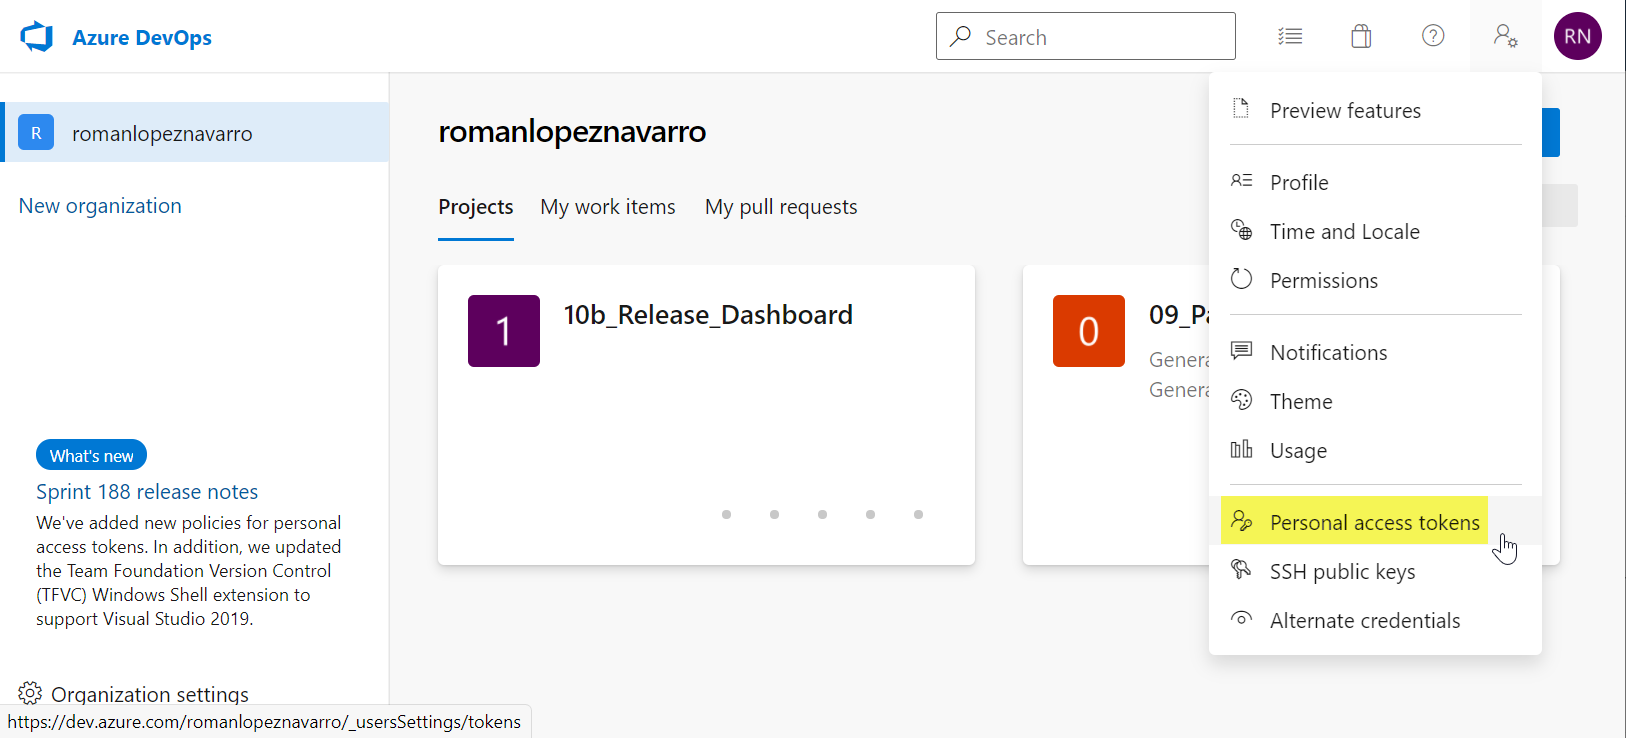 Azure DevOps
Search
RN
R
romanlopeznavarro
New organization
What's new
Sprint 188 release notes
We've added new policies for personal
access tokens. In addition, we updated
the Team Foundation Version Control
(TFVC) Windows Shell extension to
support Visual Studio 2019.
Organization settings
https://dev.azure.com/romanlopeznavarro/_usersSettings/tokens
romanlopeznavarro
Projects My work items My pull requests
1
10b_Release_Dashboard
0
09_Pa
Genera
Genera
Preview features
Profile
Time and Locale
Permissions
Notifications
Theme
Usage
Personal access tokens
SSH public keys
Alternate credentials